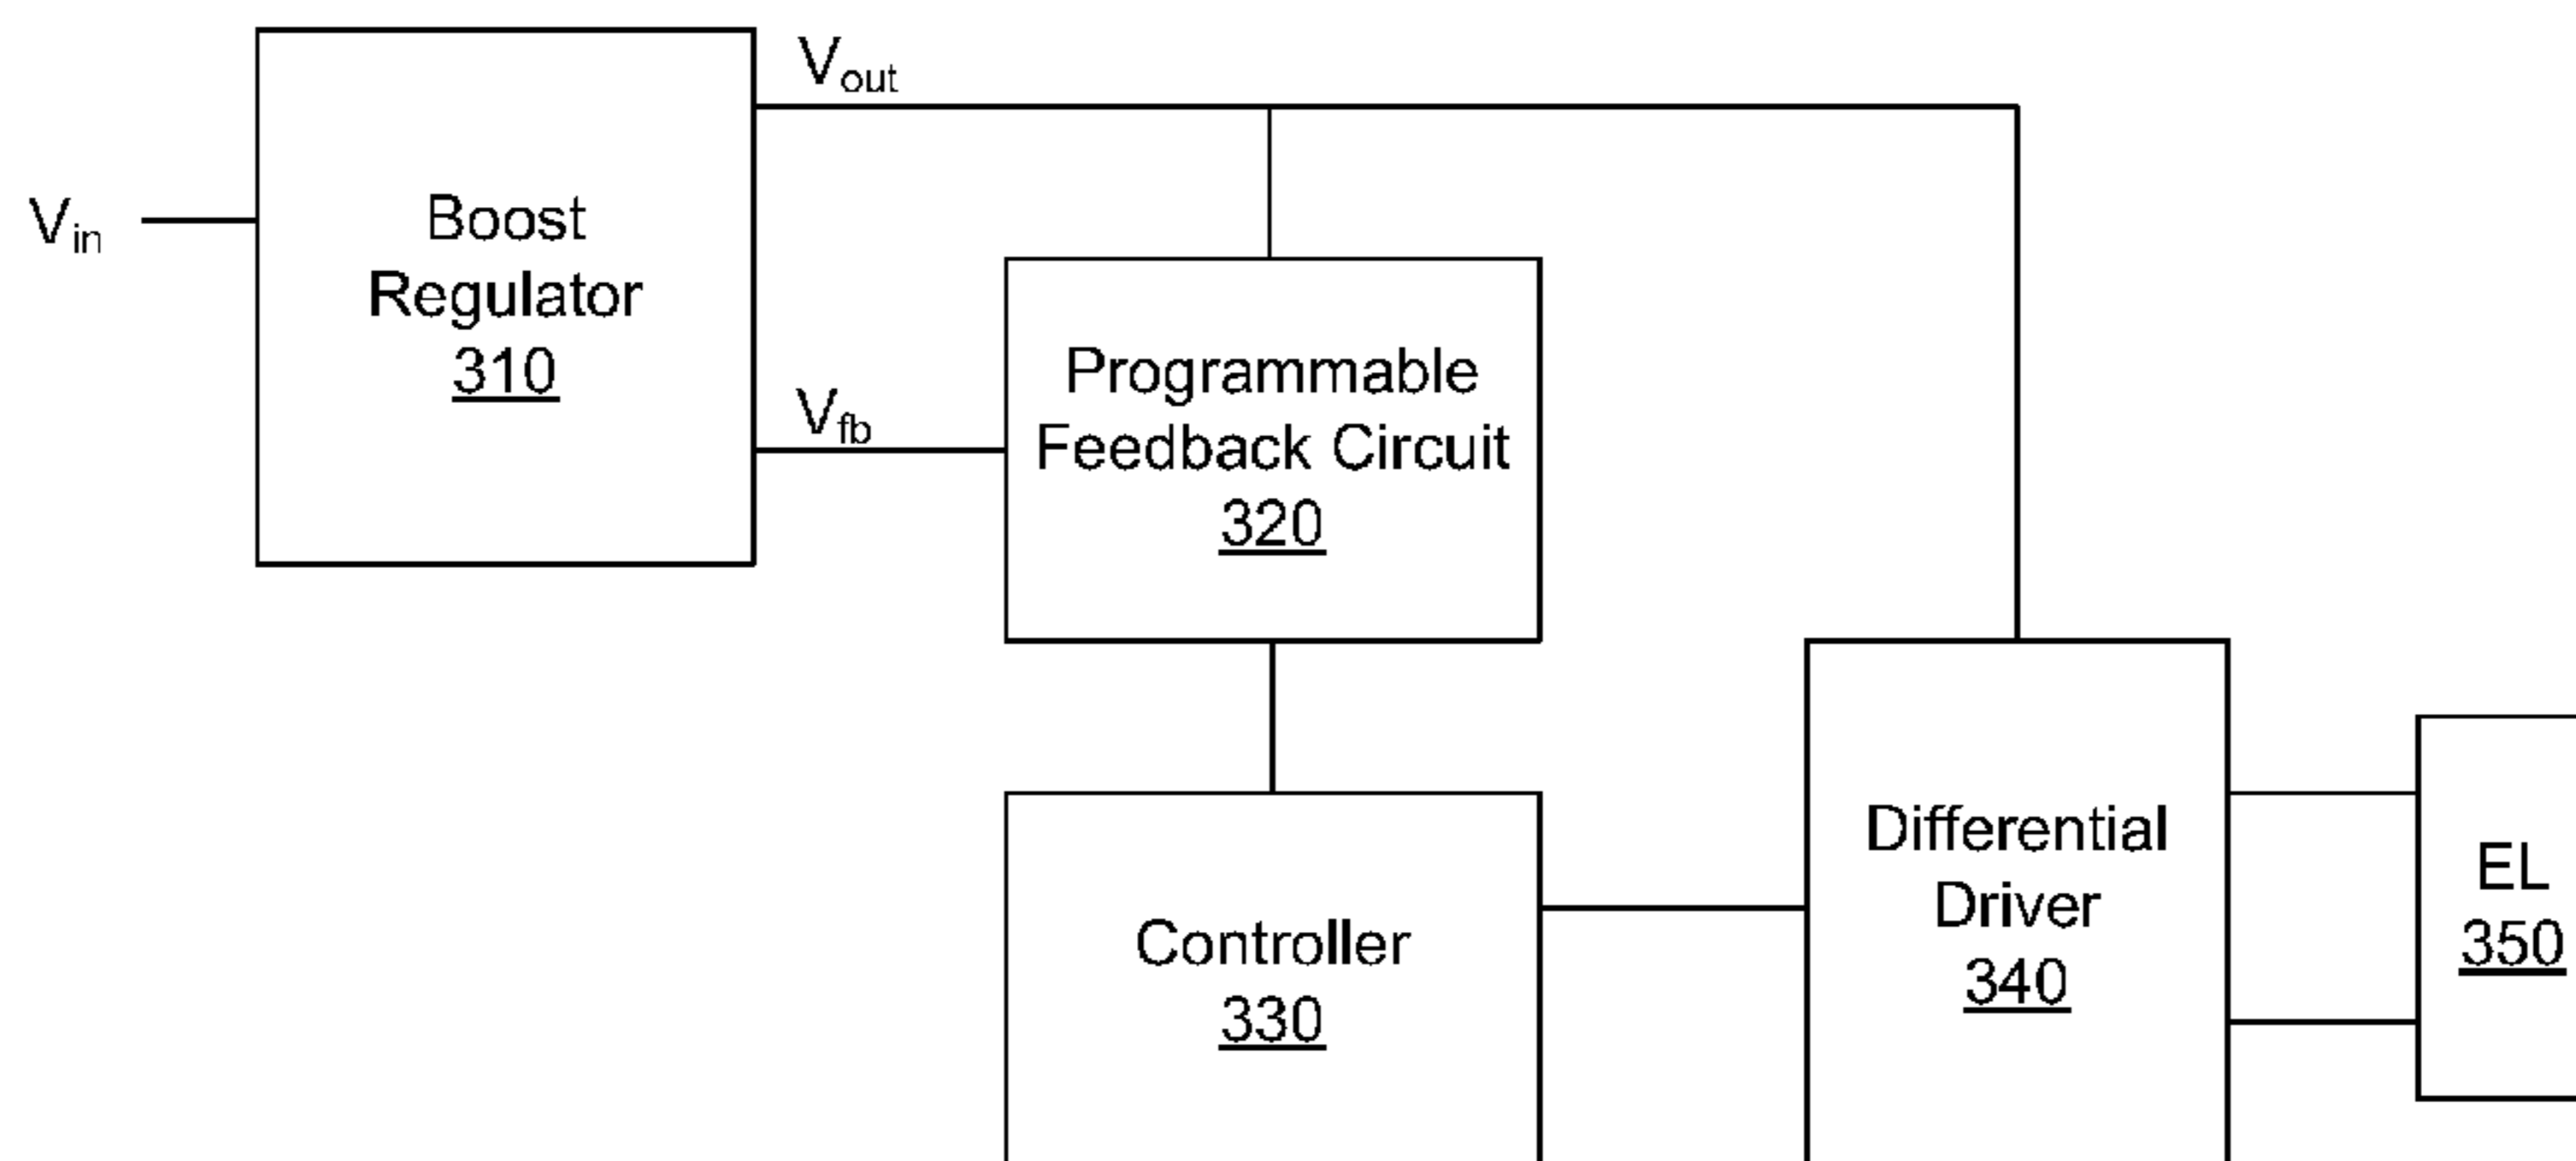 Vout
Vin
Boost
Regulator
310
Vfb
Programmable
Feedback Circuit
320
Controller
330
Differential
Driver
340
EL
350